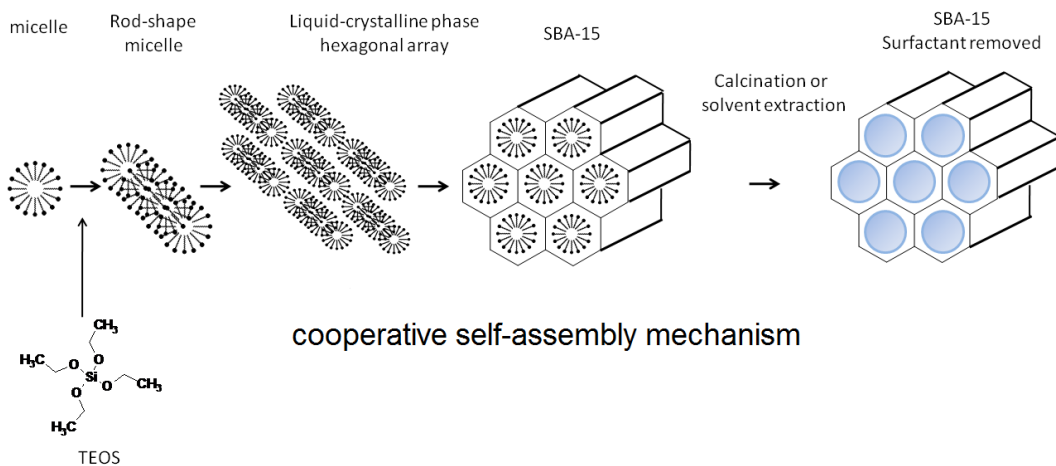 micelle
Rod-shape
micelle
Liquid-crystalline phase
hexagonal array
SBA-15
Calcination or
solvent extraction
SBA-15
Surfactant removed
cooperative self-assembly mechanism
CH₃
H₃C
O
O
Si
O
O
CH₃
H₃C
TEOS